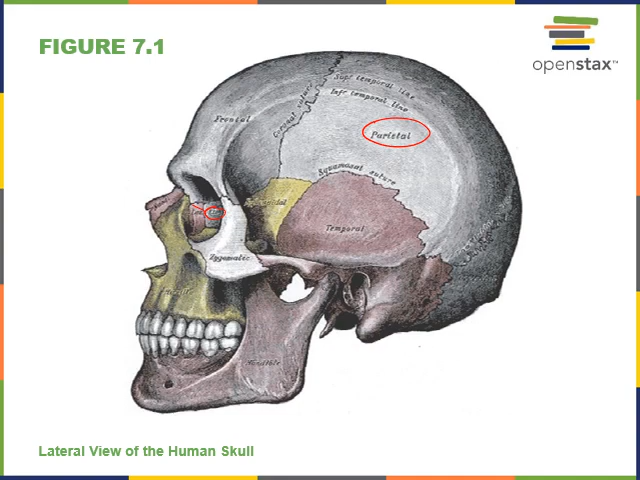 FIGURE 7.1
openstax™
Supr temporal line
Infr temporal line
Coronal suture
Frontal
Parietal
Squamosal suture
Temporal
Zygomatic
Mandible
Lateral View of the Human Skull